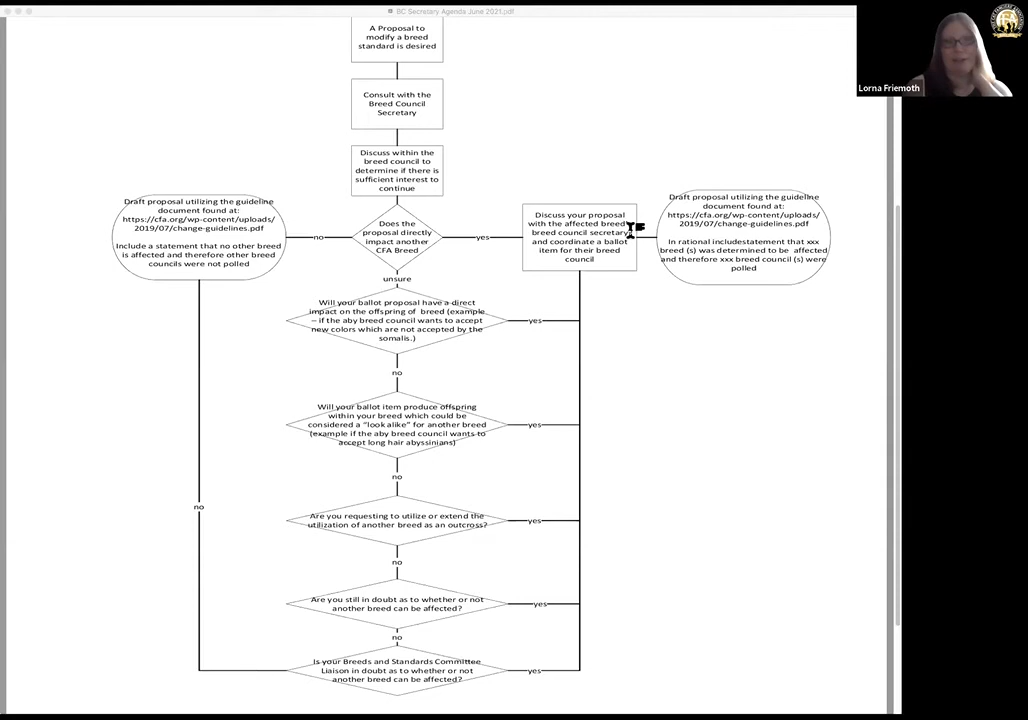 BC Secretary Agenda June 2021.pdf
Lorna Friemoth
A Proposal to
modify a breed
standard is desired
Consult with the
Breed Council
Secretary
Discuss within the
breed council to
determine if there is
sufficient interest to
continue
Does the
proposal directly
impact another
CFA Breed
no
yes
unsure
Draft proposal utilizing the guideline
document found at:
https://cfa.org/wp-content/uploads/
2019/07/change-guidelines.pdf
Include a statement that no other breed
is affected and therefore other breed
councils were not polled
Discuss your proposal
with the affected breed
breed council secretary
and coordinate a ballot
item for their breed
council
Draft proposal utilizing the guideline
document found at:
https://cfa.org/wp-content/uploads/
2019/07/change-guidelines.pdf
In rational includestatement that xxx
breed (s) was determined to be affected
and therefore xxx breed council (s) were
polled
Will your ballot proposal have a direct
impact on the offspring of breed (example
– if the aby breed council wants to accept
new colors which are not accepted by the
somalis.)
yes
no
Will your ballot item produce offspring
within your breed which could be
considered a “look alike” for another breed
(example if the aby breed council wants to
accept long hair abyssinians)
yes
no
Are you requesting to utilize or extend the
utilization of another breed as an outcross?
yes
no
no
Are you still in doubt as to whether or not
another breed can be affected?
yes
no
Is your Breeds and Standards Committee
Liaison in doubt as to whether or not
another breed can be affected?
yes